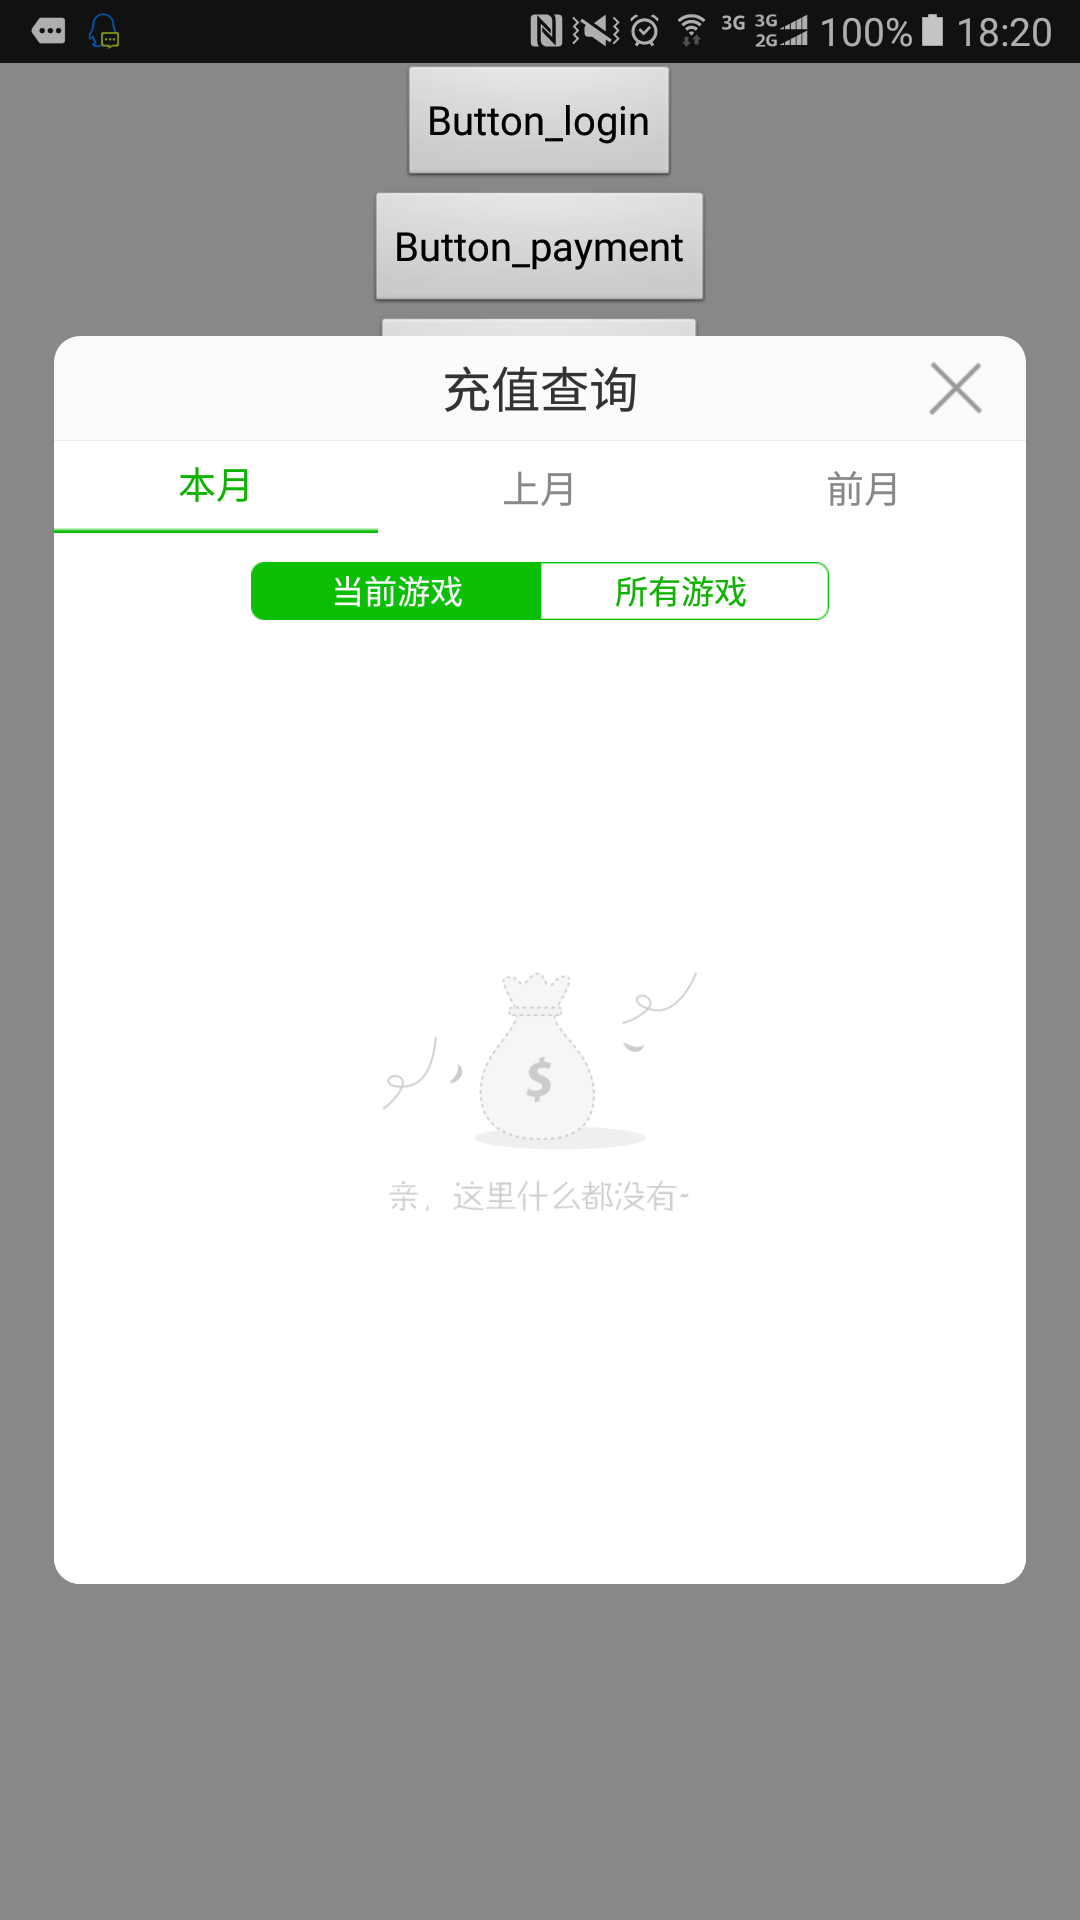 3G 3G 2G 100% 18:20
Button_login
Button_payment
充值查询
本月 上月 前月
当前游戏 所有游戏
$
亲，这里什么都没有~